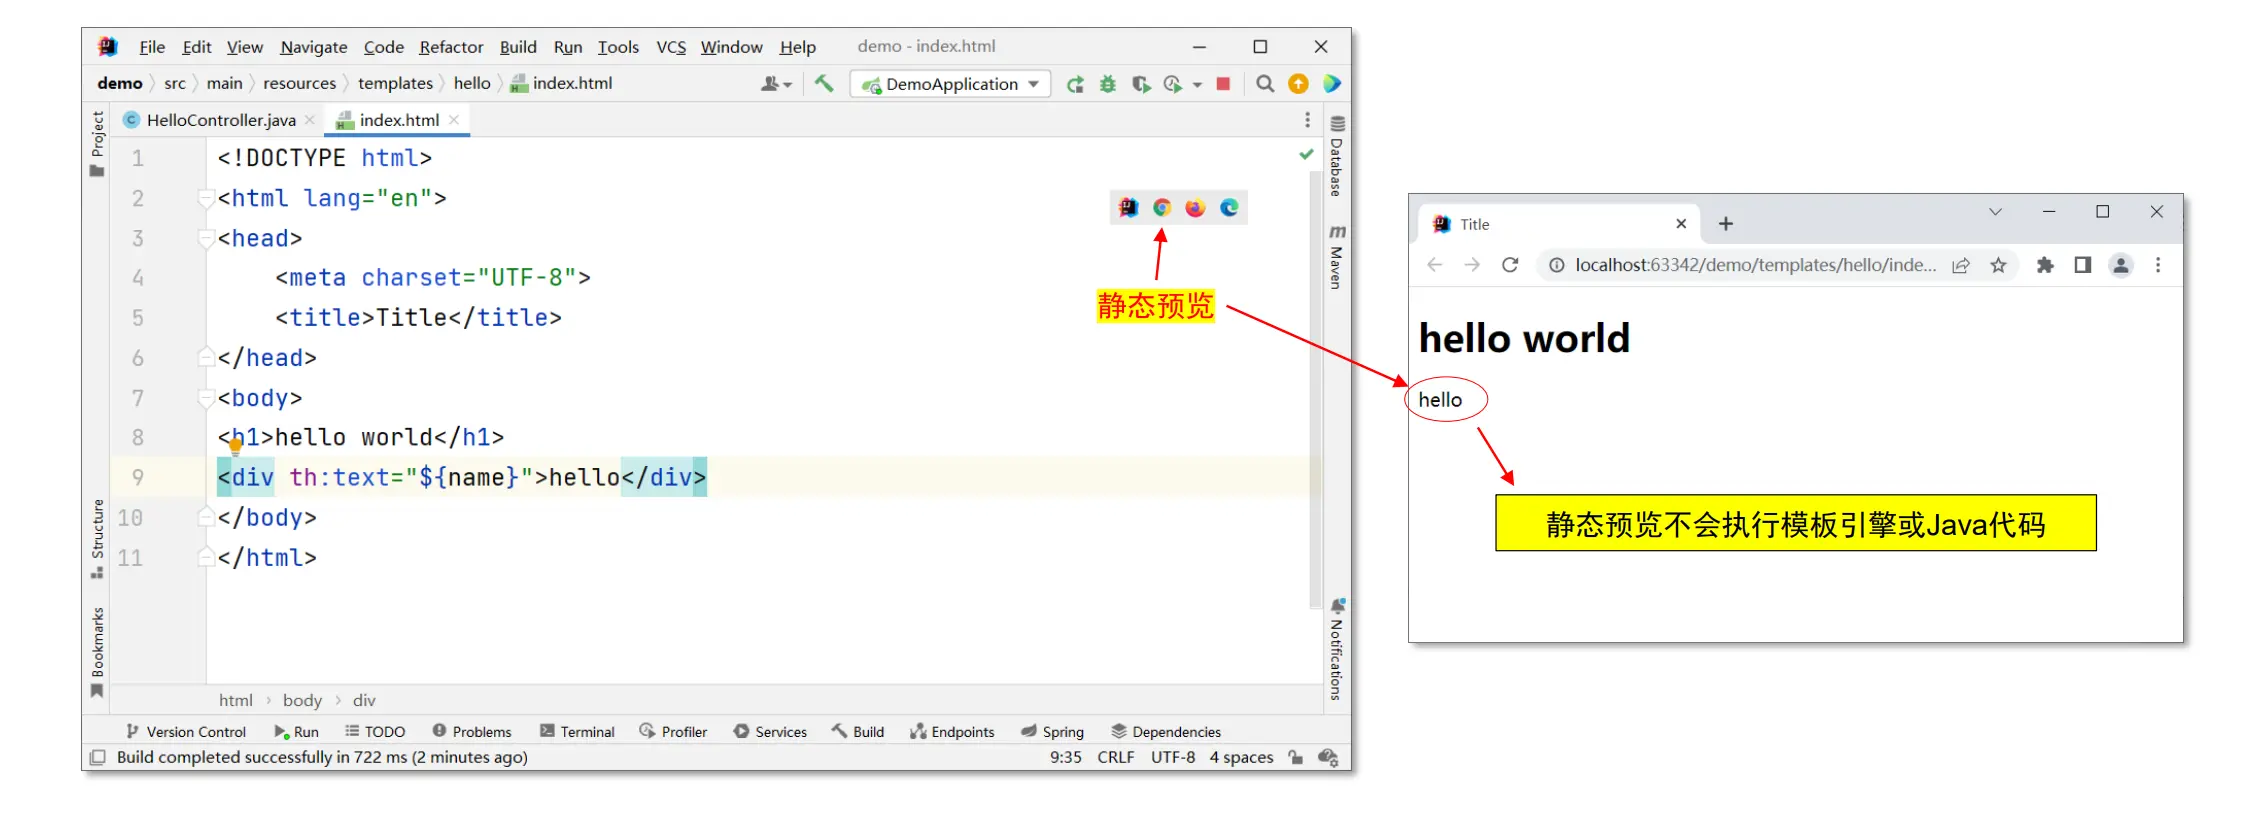 File Edit View Navigate Code Refactor Build Run Tools VCS Window Help demo - index.html
demo src main resources templates hello index.html DemoApplication
HelloController.java index.html
Project
Structure
Bookmarks
1 <!DOCTYPE html>
2 <html lang="en">
3 <head>
4 <meta charset="UTF-8">
5 <title>Title</title>
6 </head>
7 <body>
8 <h1>hello world</h1>
9 <div th:text="${name}">hello</div>
10 </body>
11 </html>
静态预览
Database
m Maven
Notifications
html › body › div
Version Control Run TODO Problems Terminal Profiler Services Build Endpoints Spring Dependencies
Build completed successfully in 722 ms (2 minutes ago) 9:35 CRLF UTF-8 4 spaces
Title
localhost:63342/demo/templates/hello/inde...
hello world
hello
静态预览不会执行模板引擎或Java代码